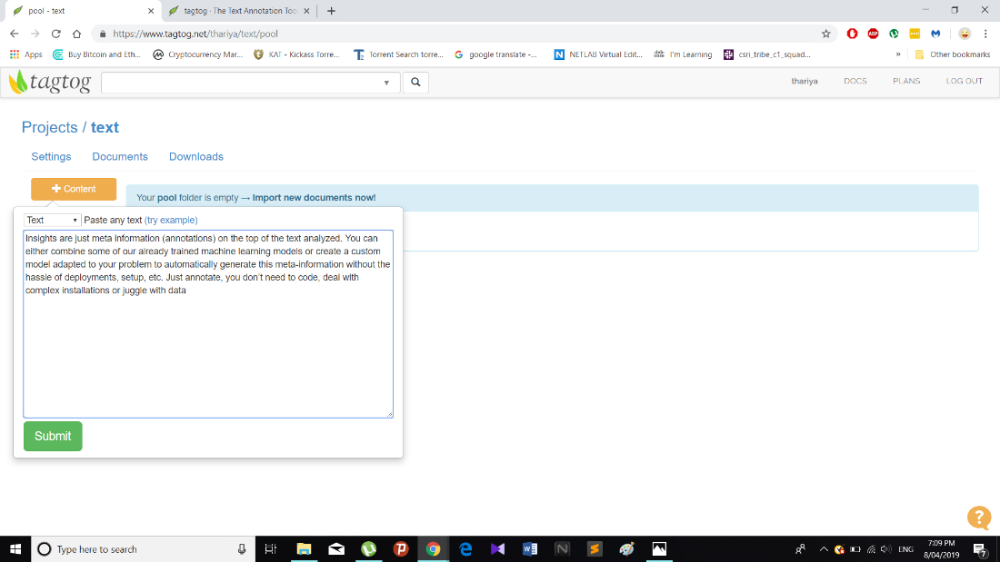 pool - text
tagtog · The Text Annotation Too
https://www.tagtog.net/thariya/text/pool
ABP
Apps
Buy Bitcoin and Eth...
Cryptocurrency Mar...
KAT - Kickass Torre...
Torrent Search torre...
google translate -...
NETLAB Virtual Edit...
I'm Learning
csri_tribe_c1_squad...
»
Other bookmarks
tagtog
thariya
DOCS
PLANS
LOG OUT
Projects / text
Settings
Documents
Downloads
+ Content
Your pool folder is empty → Import new documents now!
Text
Paste any text (try example)
Insights are just meta information (annotations) on the top of the text analyzed. You can
either combine some of our already trained machine learning models or create a custom
model adapted to your problem to automatically generate this meta-information without the
hassle of deployments, setup, etc. Just annotate, you don't need to code, deal with
complex installations or juggle with data
Submit
?
Type here to search
ENG
7:09 PM
8/04/2019
7